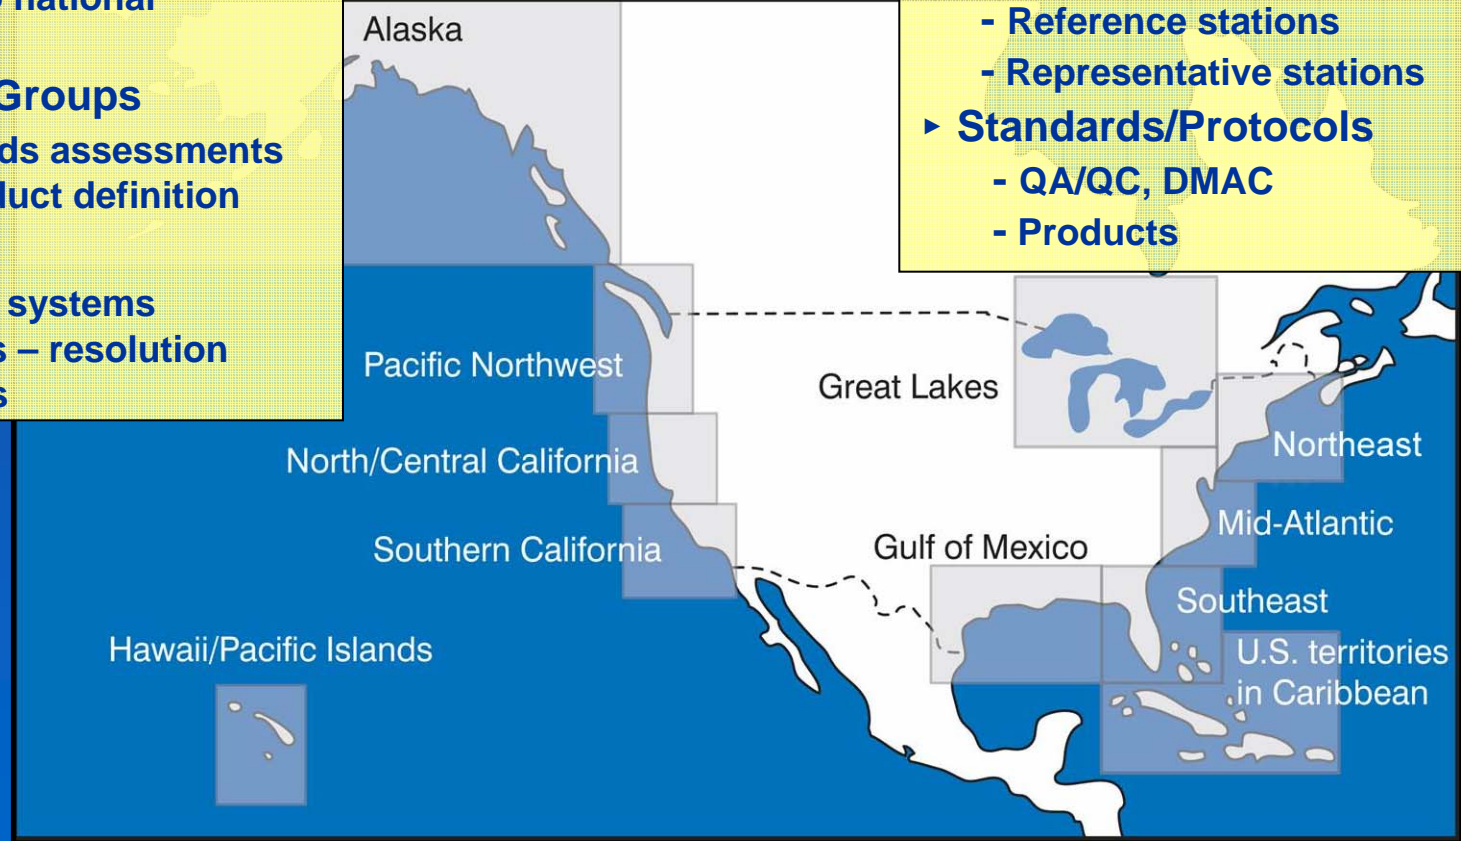 national
Groups
assessments
definition
systems
– resolution
- Reference stations
- Representative stations
► Standards/Protocols
- QA/QC, DMAC
- Products
Alaska
Pacific Northwest
North/Central California
Southern California
Hawaii/Pacific Islands
Great Lakes
Gulf of Mexico
Northeast
Mid-Atlantic
Southeast
U.S. territories
in Caribbean